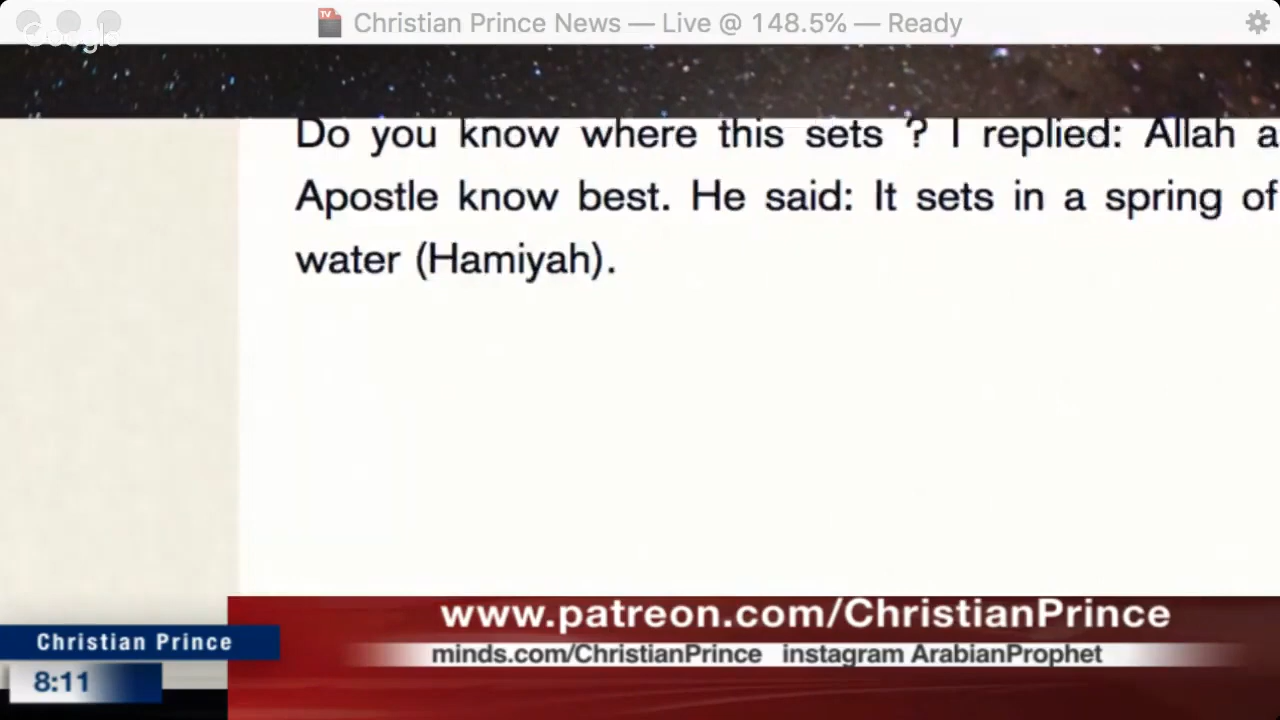 Christian Prince News — Live @ 148.5% — Ready
Google
Do you know where this sets ? I replied: Allah a
Apostle know best. He said: It sets in a spring of
water (Hamiyah).
www.patreon.com/ChristianPrince
Christian Prince
minds.com/ChristianPrince instagram ArabianProphet
8:11